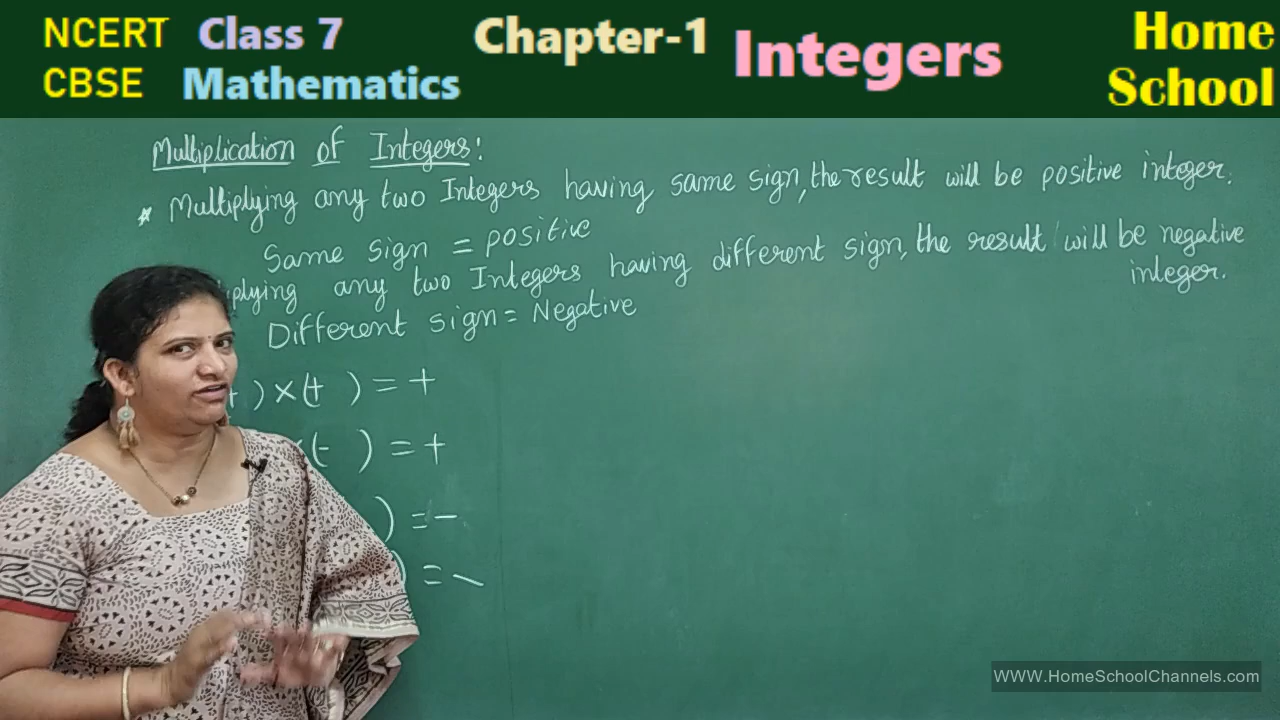 NCERT Class 7 Chapter-1 Integers Home
CBSE Mathematics School
Multiplication of Integers:
* Multiplying any two Integers having same sign, the result will be positive integer.
Same sign = positive
iplying any two Integers having different sign, the result will be negative
integer.
Different sign = Negative
+ ) × (+ ) = +
× (- ) = +
) = -
) = -
WWW.HomeSchoolChannels.com